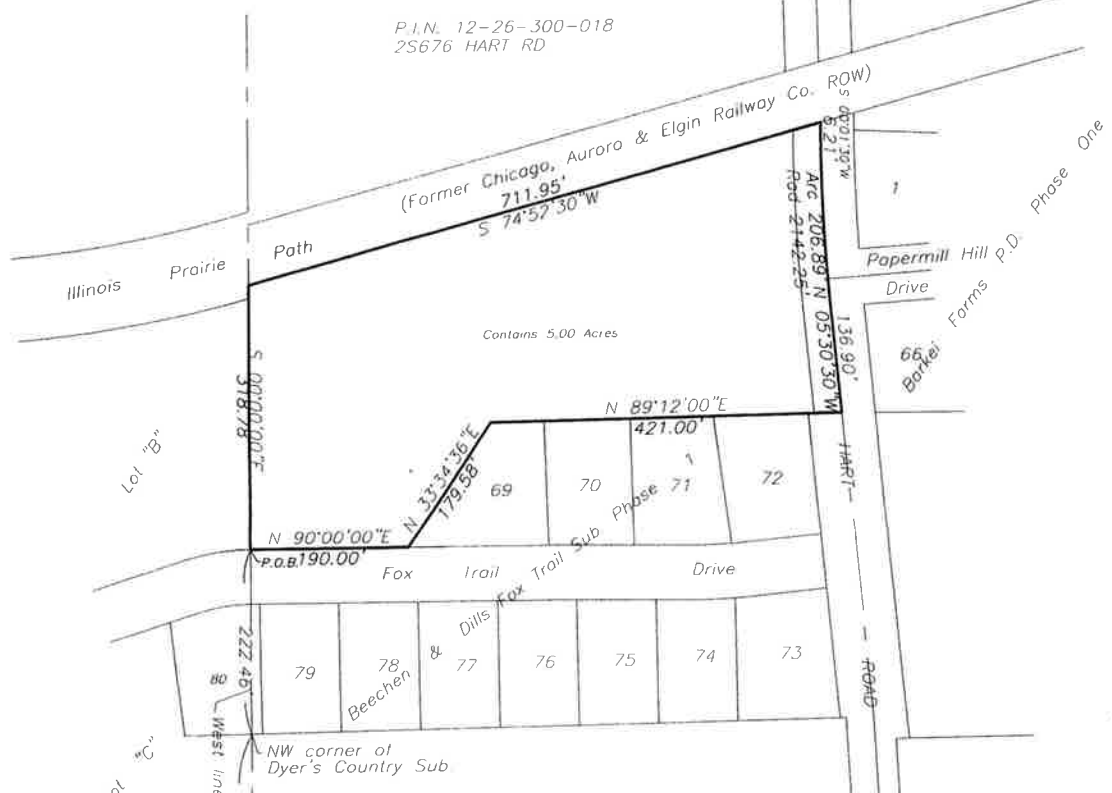 P.I.N. 12-26-300-018
2S676 HART RD
(Former Chicago, Auroro & Elgin Railway Co. ROW)
711.95'
S 74°57'30"W
S 00°01'30"W
6.21'
Illinois Prairie Path
Arc 206.89'
Rad 2142.25'
N 05°30'30"W
136.90'
1
Papermill Hill
Drive
66
Barkei Farms P.D. Phase One
Contains 5.00 Acres
S 00°00'00"E
318.78'
Lot "B"
N 89°12'00"E
421.00'
N 33°34'36"E
179.58'
69
70
71
72
N 90°00'00"E
P.O.B.
190.00'
Fox Trail Drive
Beechen & Dills Fox Trail Sub Phase 1
HART
ROAD
222.46'
80
79
78
77
76
75
74
73
West line
NW corner of
Dyer's Country Sub
"C"